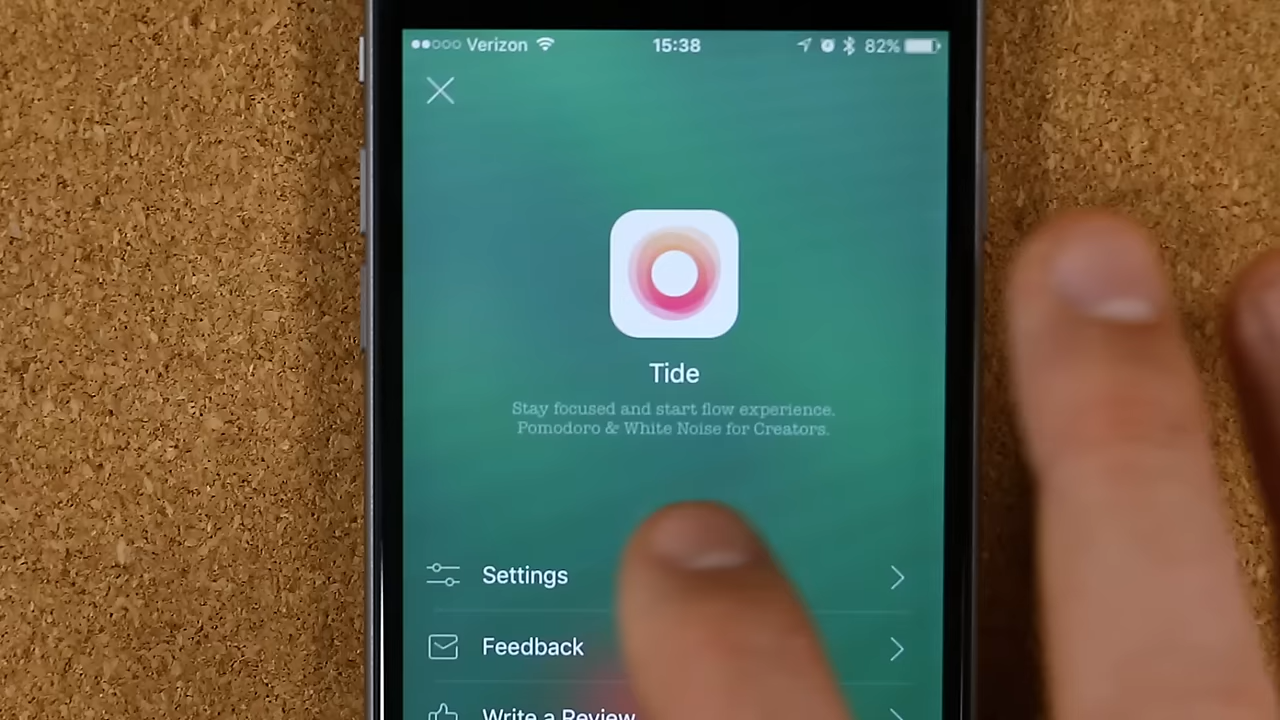 Verizon 15:38 82%
Tide
Stay focused and start flow experience.
Pomodoro & White Noise for Creators.
Settings
Feedback
Write a Review